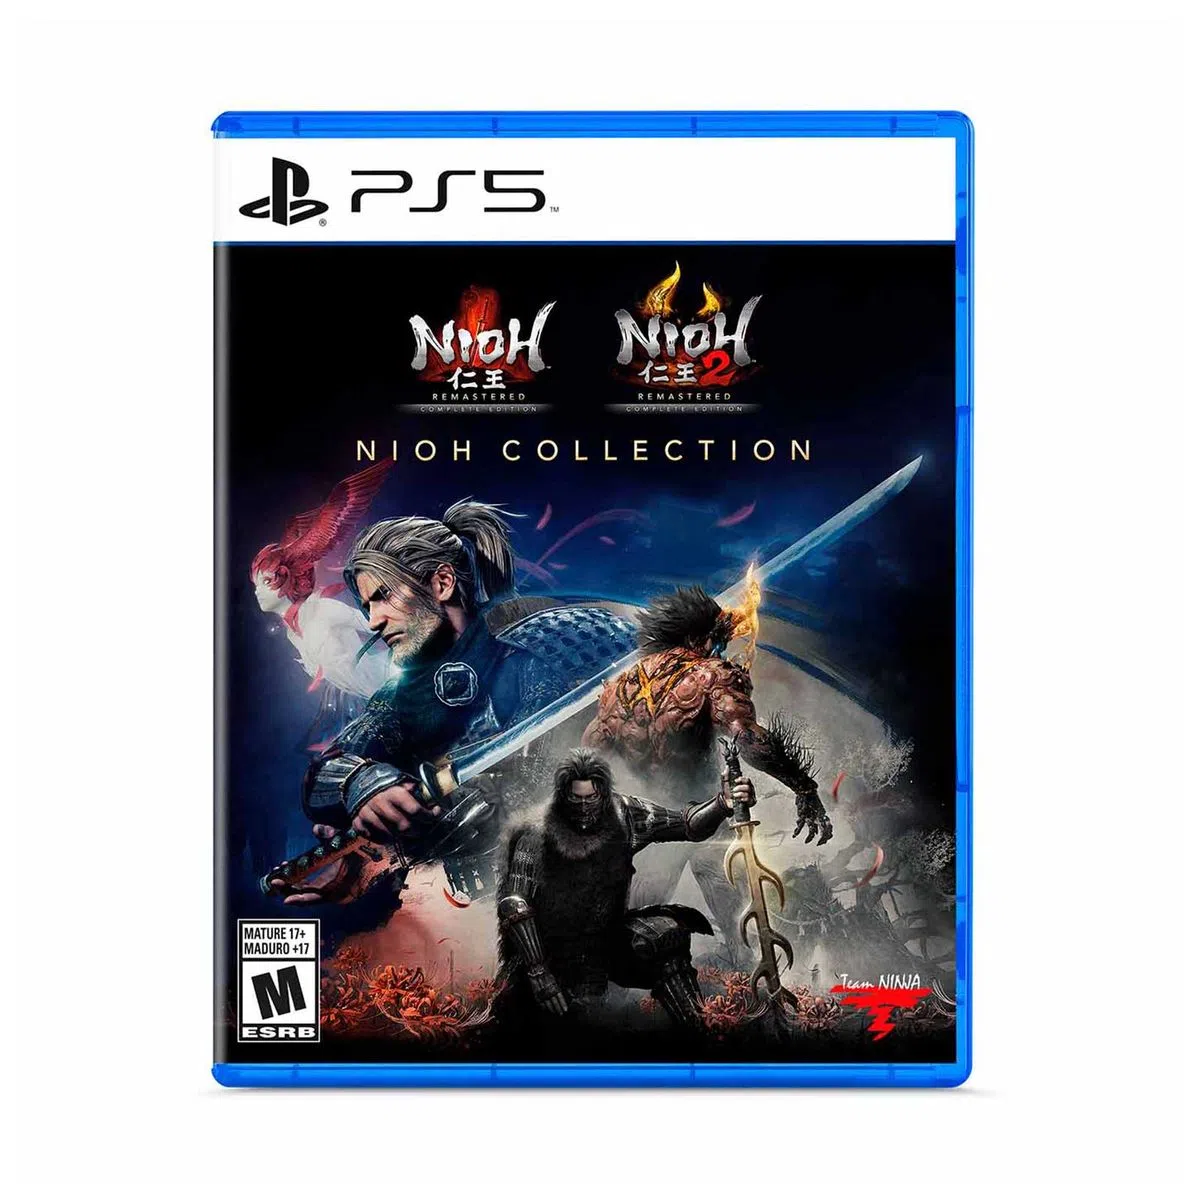 PS5
NIOH
仁王
REMASTERED
COMPLETE EDITION
NIOH
仁王2
REMASTERED
COMPLETE EDITION
NIOH COLLECTION
MATURE 17+
MADURO +17
M
ESRB
Team NINJA